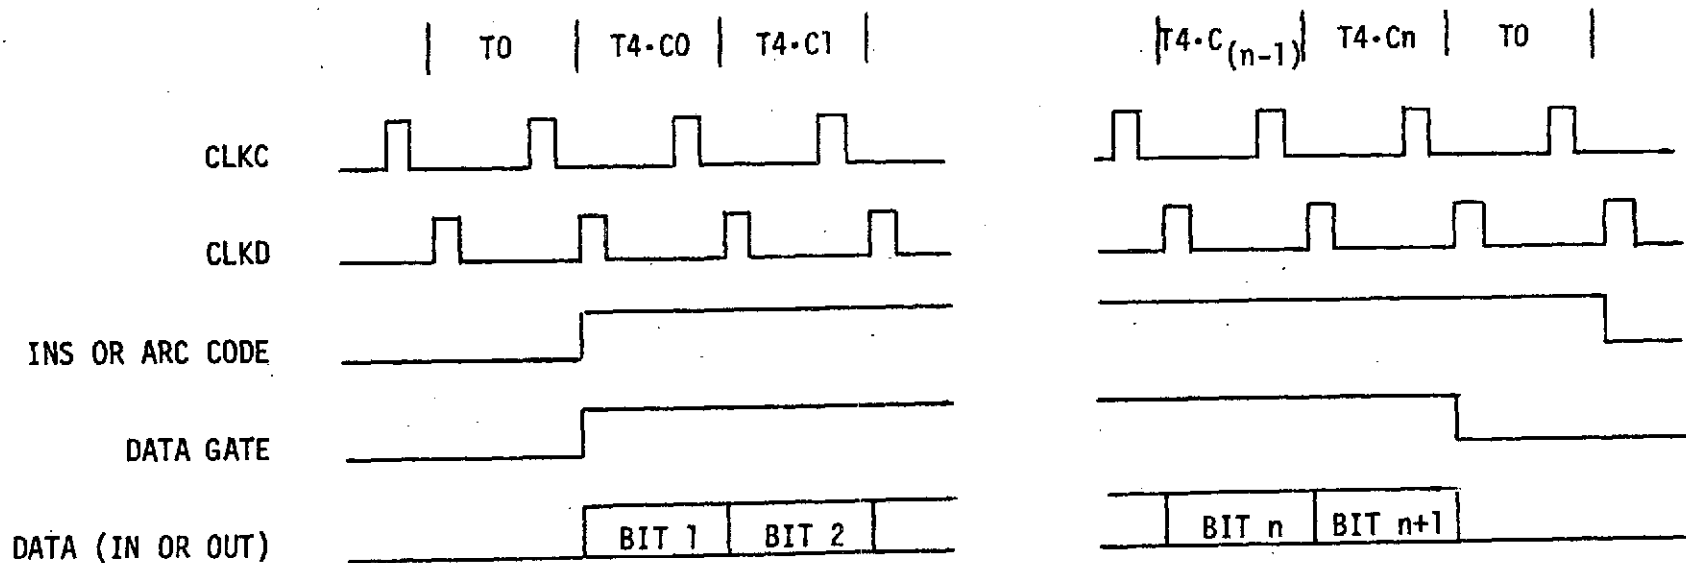 T0 T4·C0 T4·C1 T4·C(n-1) T4·Cn T0
CLKC
CLKD
INS OR ARC CODE
DATA GATE
DATA (IN OR OUT) BIT 1 BIT 2 BIT n BIT n+1